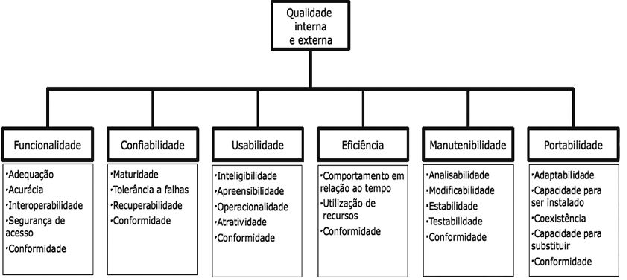 Qualidade
interna
e externa
Funcionalidade
•Adequação
•Acurácia
•Interoperabilidade
•Segurança de
acesso
•Conformidade
Confiabilidade
•Maturidade
•Tolerância a falhas
•Recuperabilidade
•Conformidade
Usabilidade
•Inteligibilidade
•Apreensibilidade
•Operacionalidade
•Atratividade
•Conformidade
Eficiência
•Comportamento em
relação ao tempo
•Utilização de
recursos
•Conformidade
Manutenibilidade
•Analisabilidade
•Modificabilidade
•Estabilidade
•Testabilidade
•Conformidade
Portabilidade
•Adaptabilidade
•Capacidade para
ser instalado
•Coexistência
•Capacidade para
substituir
•Conformidade